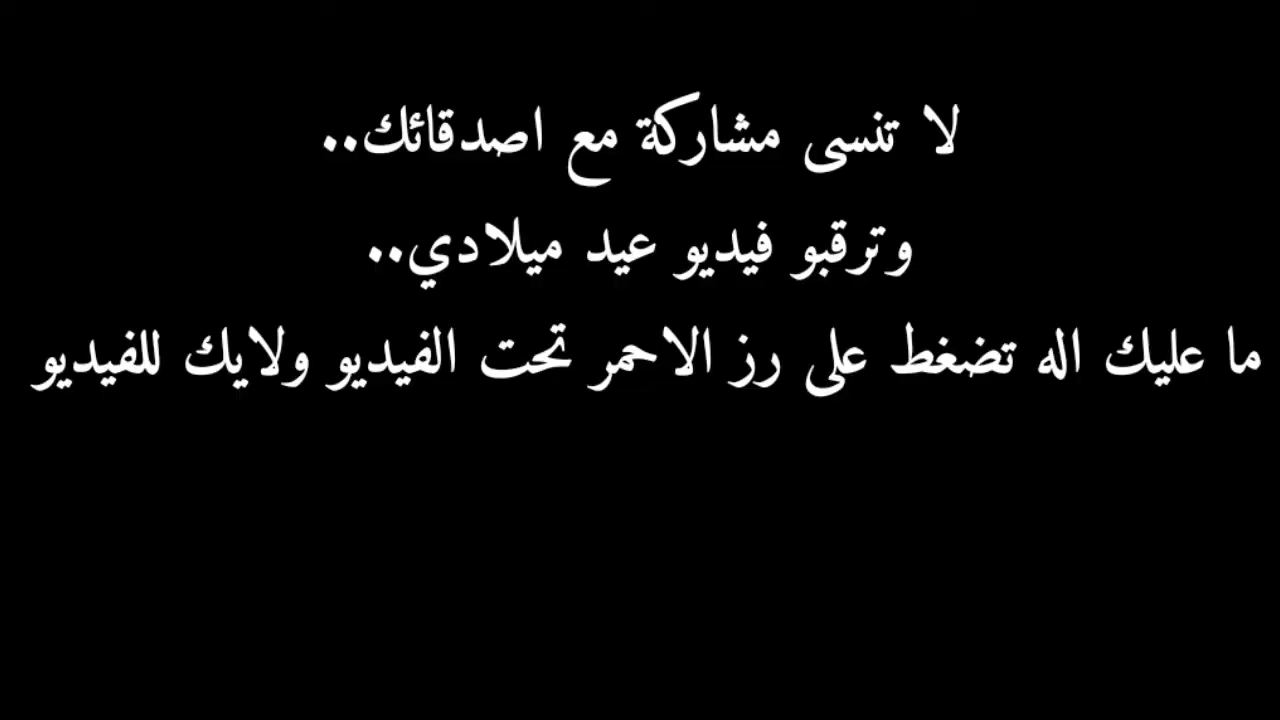 لا تنسى مشاركة مع اصدقائك..
وترقبو فيديو عيد ميلادي..
ما عليك اله تضغط على رز الاحمر تحت الفيديو ولايك للفيديو